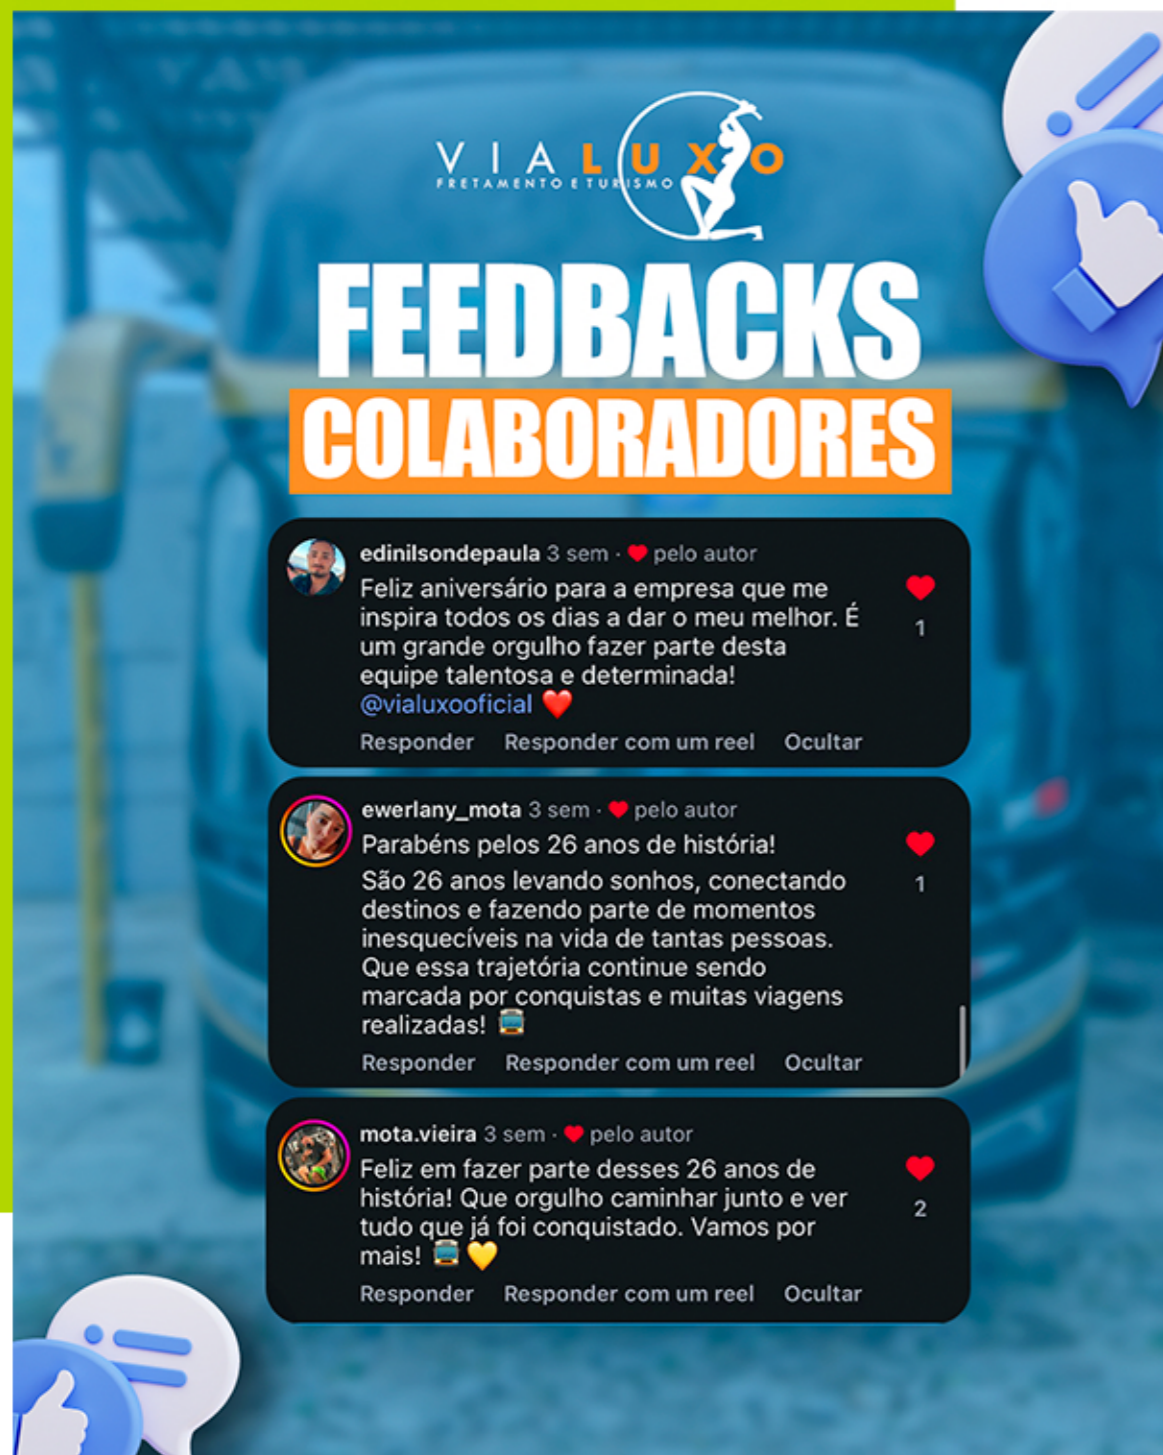 VIALUXO
FRETAMENTO E TURISMO
FEEDBACKS
COLABORADORES
edinilsondepaula 3 sem · ❤️ pelo autor
Feliz aniversário para a empresa que me
inspira todos os dias a dar o meu melhor. É
um grande orgulho fazer parte desta
equipe talentosa e determinada!
@vialuxooficial ❤️
1
Responder Responder com um reel Ocultar
ewerlany_mota 3 sem · ❤️ pelo autor
Parabéns pelos 26 anos de história!
São 26 anos levando sonhos, conectando
destinos e fazendo parte de momentos
inesquecíveis na vida de tantas pessoas.
Que essa trajetória continue sendo
marcada por conquistas e muitas viagens
realizadas! 🚍
1
Responder Responder com um reel Ocultar
mota.vieira 3 sem · ❤️ pelo autor
Feliz em fazer parte desses 26 anos de
história! Que orgulho caminhar junto e ver
tudo que já foi conquistado. Vamos por
mais! 🚍💛
2
Responder Responder com um reel Ocultar